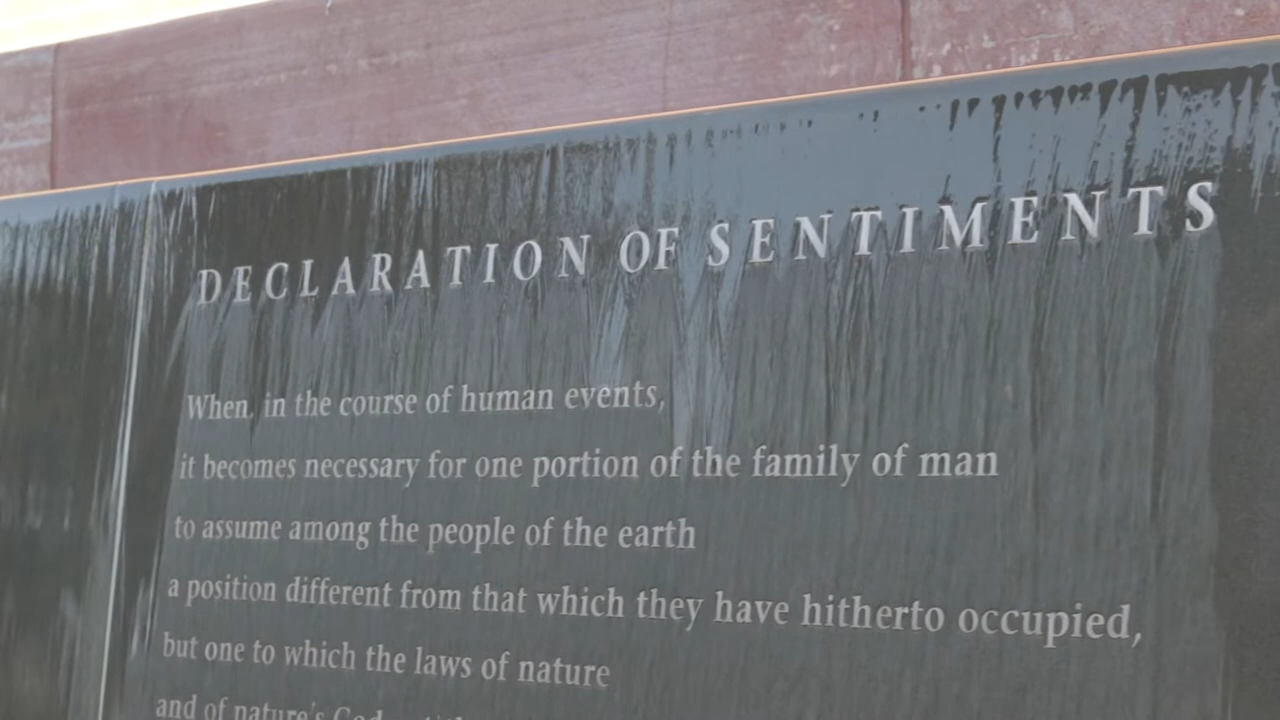 DECLARATION OF SENTIMENTS
When, in the course of human events,
it becomes necessary for one portion of the family of man
to assume among the people of the earth
a position different from that which they have hitherto occupied,
but one to which the laws of nature
and of nature's God